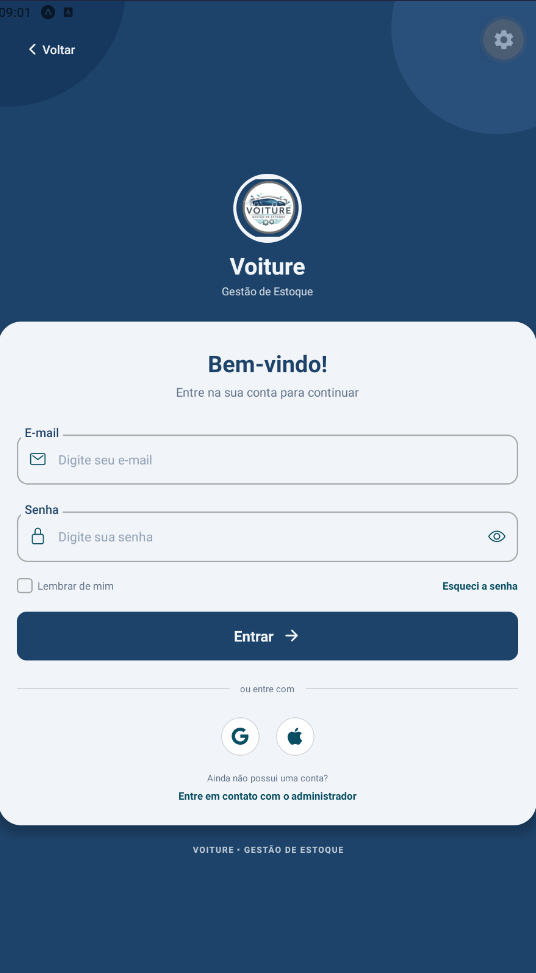 09:01
Voltar
VOITURE
Voiture
Gestão de Estoque
Bem-vindo!
Entre na sua conta para continuar
E-mail
Digite seu e-mail
Senha
Digite sua senha
Lembrar de mim
Esqueci a senha
Entrar
ou entre com
Ainda não possui uma conta?
Entre em contato com o administrador
VOITURE • GESTÃO DE ESTOQUE